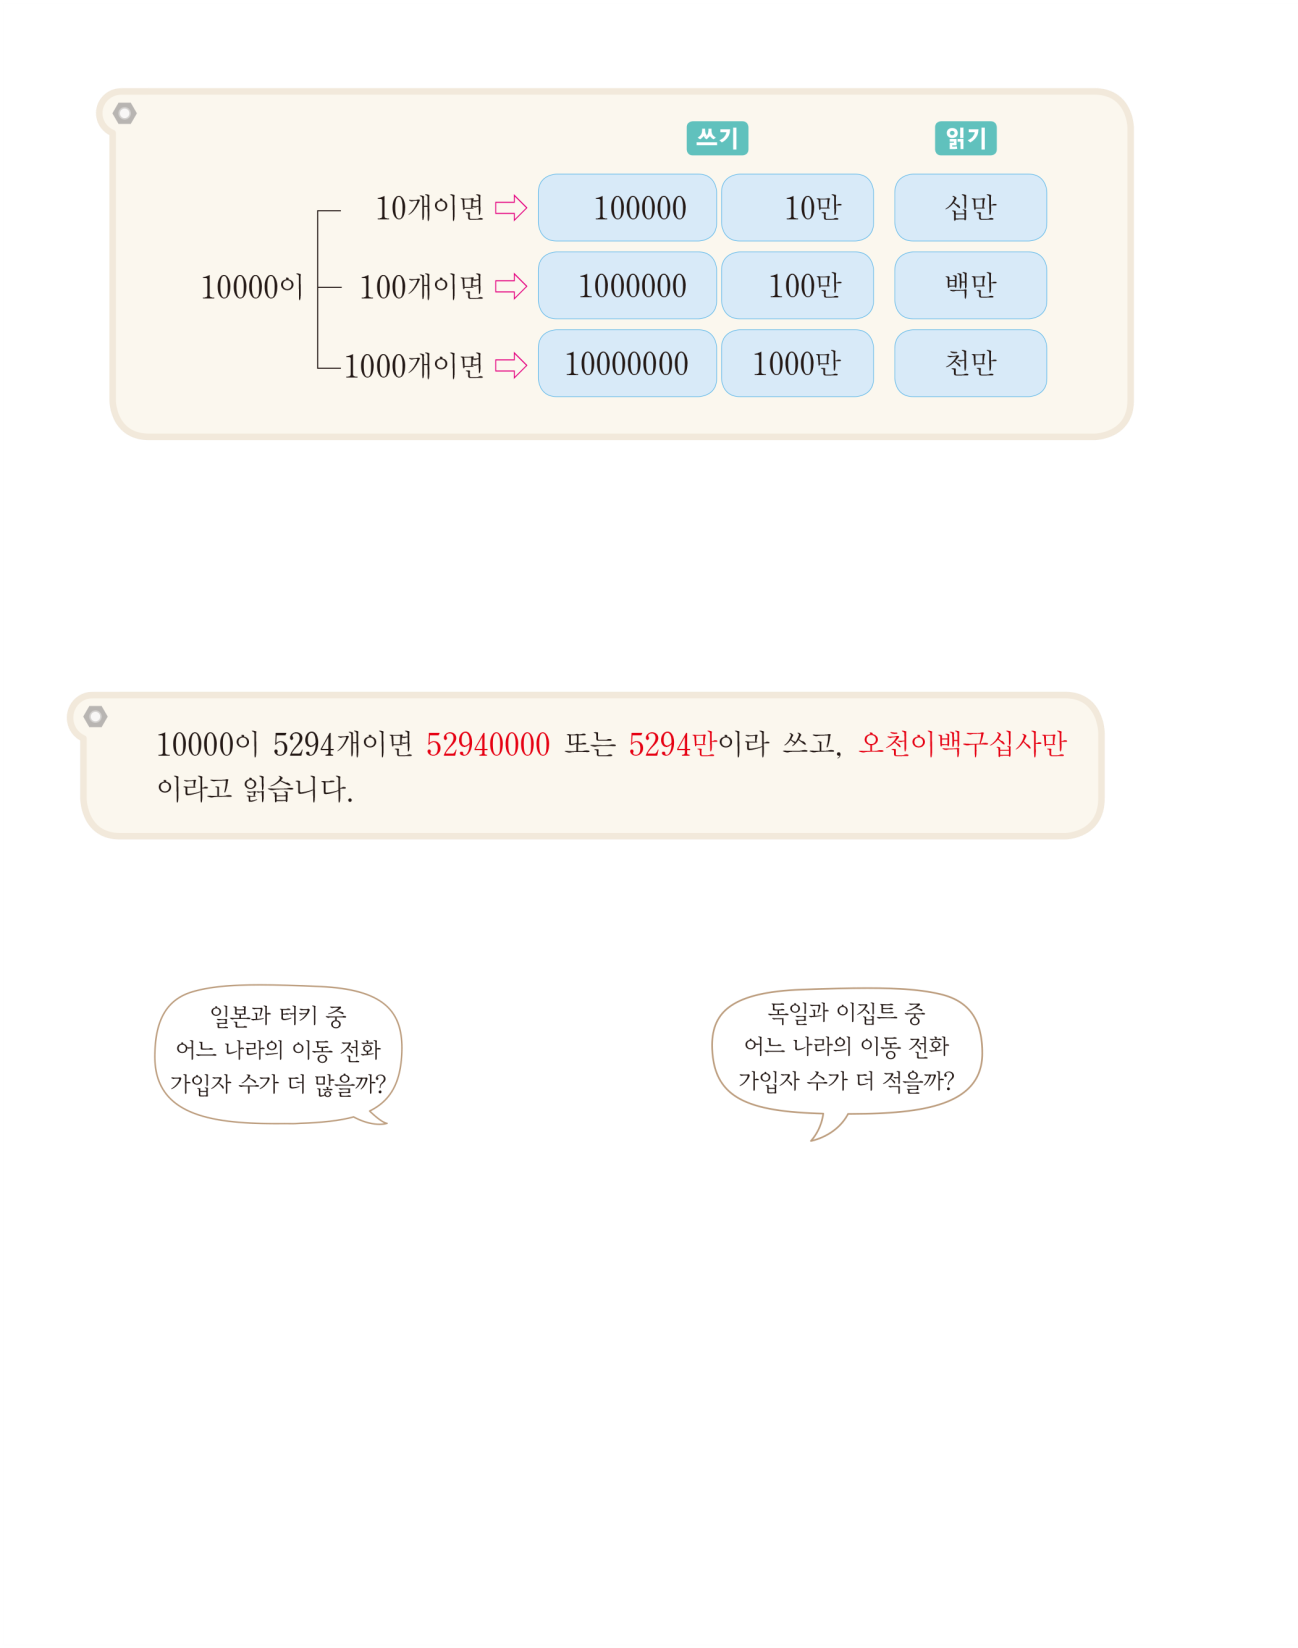 쓰기 읽기
10개이면 100000 10만 십만
10000이 100개이면 1000000 100만 백만
1000개이면 10000000 1000만 천만
10000이 5294개이면 52940000 또는 5294만이라 쓰고, 오천이백구십사만
이라고 읽습니다.
일본과 터키 중
어느 나라의 이동 전화
가입자 수가 더 많을까?
독일과 이집트 중
어느 나라의 이동 전화
가입자 수가 더 적을까?